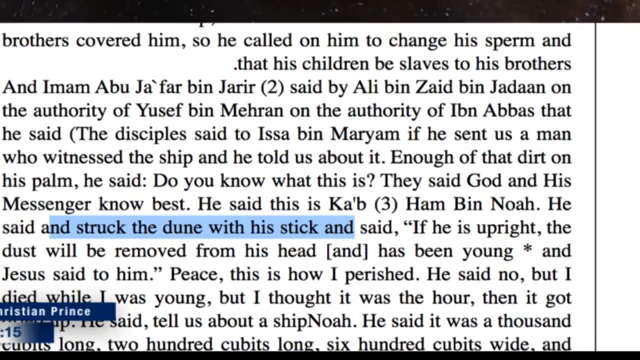 brothers covered him, so he called on him to change his sperm and
.that his children be slaves to his brothers
And Imam Abu Ja`far bin Jarir (2) said by Ali bin Zaid bin Jadaan on
the authority of Yusef bin Mehran on the authority of Ibn Abbas that
he said (The disciples said to Issa bin Maryam if he sent us a man
who witnessed the ship and he told us about it. Enough of that dirt on
his palm, he said: Do you know what this is? They said God and His
Messenger know best. He said this is Ka'b (3) Ham Bin Noah. He
said and struck the dune with his stick and said, “If he is upright, the
dust will be removed from his head [and] has been young * and
Jesus said to him.” Peace, this is how I perished. He said no, but I
died while I was young, but I thought it was the hour, then it got
up. He said, tell us about a shipNoah. He said it was a thousand
cubits long, two hundred cubits long, six hundred cubits wide, and
hristian Prince
:15